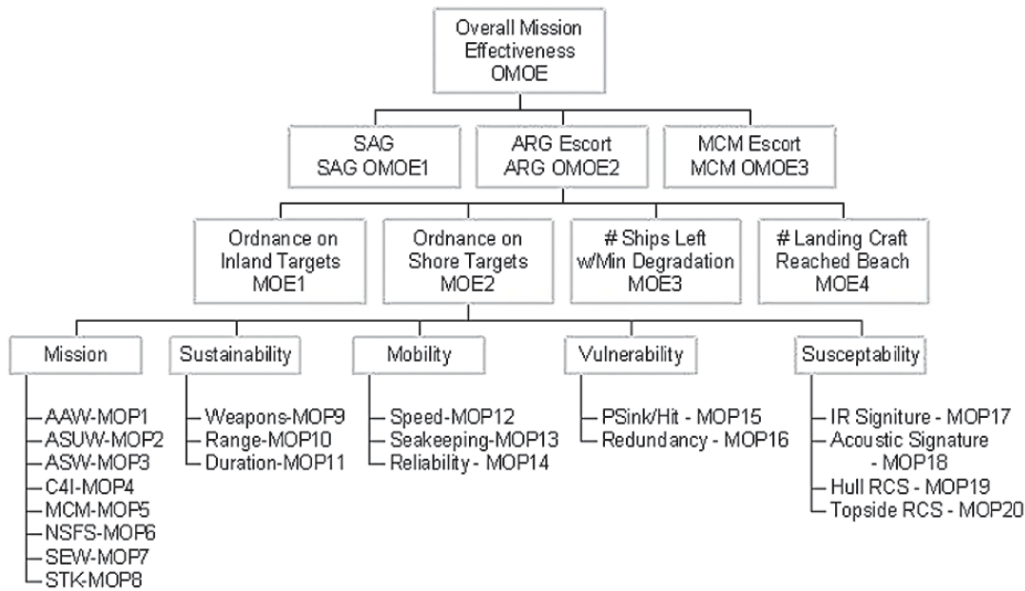 Overall Mission
Effectiveness
OMOE
SAG
SAG OMOE1
ARG Escort
ARG OMOE2
MCM Escort
MCM OMOE3
Ordnance on
Inland Targets
MOE1
Ordnance on
Shore Targets
MOE2
# Ships Left
w/Min Degradation
MOE3
# Landing Craft
Reached Beach
MOE4
Mission
AAW-MOP1
ASUW-MOP2
ASW-MOP3
C4I-MOP4
MCM-MOP5
NSFS-MOP6
SEW-MOP7
STK-MOP8
Sustainability
Weapons-MOP9
Range-MOP10
Duration-MOP11
Mobility
Speed-MOP12
Seakeeping-MOP13
Reliability - MOP14
Vulnerability
PSink/Hit - MOP15
Redundancy - MOP16
Susceptability
IR Signiture - MOP17
Acoustic Signature
- MOP18
Hull RCS - MOP19
Topside RCS - MOP20